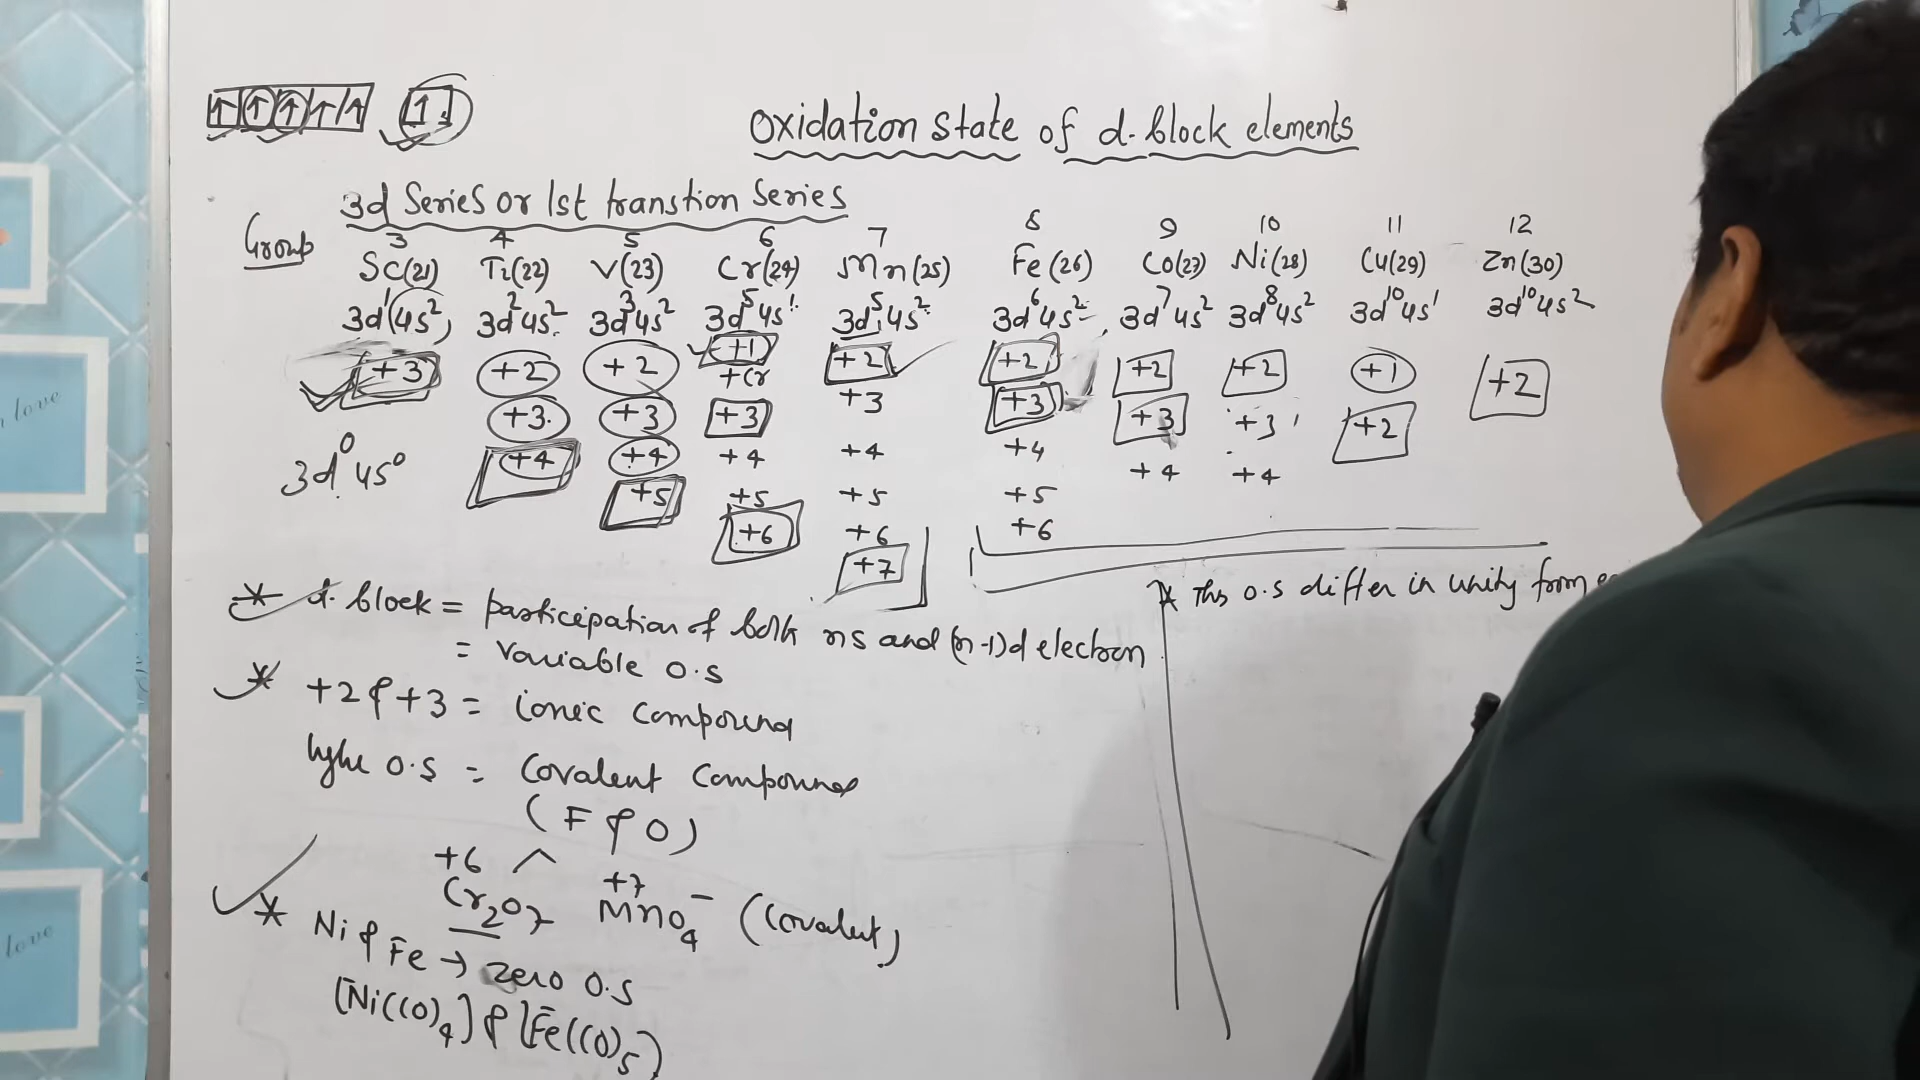 Oxidation state of d-block elements
3d Series or 1st transtion Series
Group
3 4 5 6 7 8 9 10 11 12
Sc(21) Ti(22) V(23) Cr(24) Mn(25) Fe(26) Co(27) Ni(28) Cu(29) Zn(30)
3d¹4s² 3d²4s² 3d³4s² 3d⁵4s¹ 3d⁵4s² 3d⁶4s² 3d⁷4s² 3d⁸4s² 3d¹⁰4s¹ 3d¹⁰4s²
+3 +2 +2 +1 +2 +2 +2 +2 +1 +2
+3 +3 +3 +3 +3 +3 +3 +2
3d⁰4s⁰ +4 +4 +4 +4 +4 +4 +4
+5 +5 +5 +5
+6 +6 +6
+7
* d-block = participation of both ns and (n-1)d electron
= variable o.s
* This o.s differ in unity from
* +2 & +3 = ionic compound
o.s = Covalent Compound
(F & O)
+6 +7
Cr₂O₇ MnO₄⁻ (Covalent)
* Ni & Fe → zero O.S
[Ni(CO)₄] & [Fe(CO)₅]
love
love